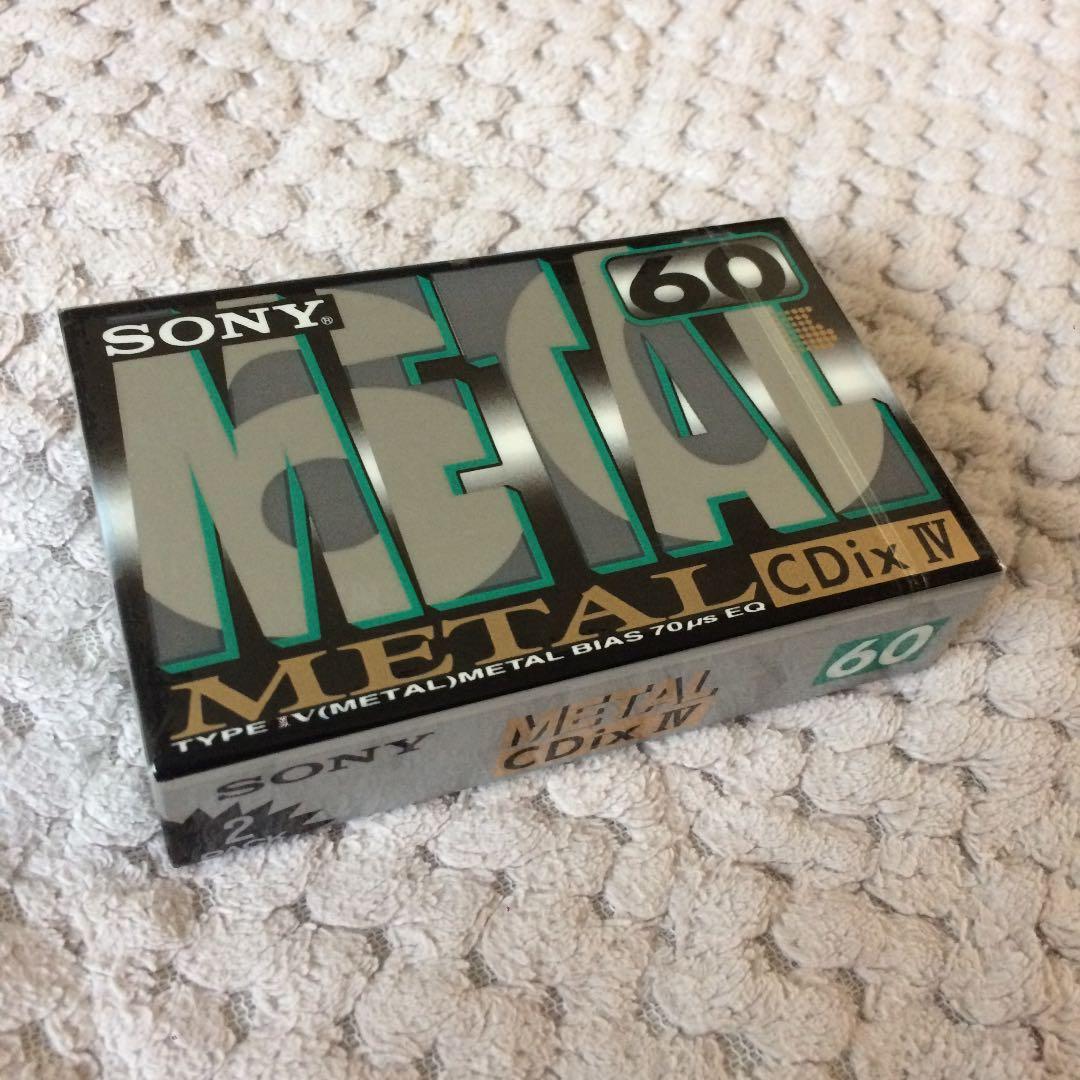 SONY®
60
METAL
METAL CDix IV
TYPE IV(METAL)METAL BIAS 70µs EQ
SONY
METAL
CDix IV
60
2